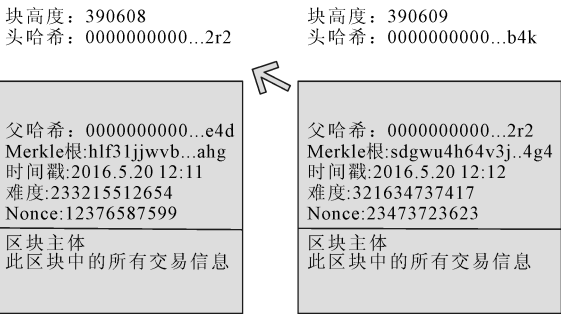 块高度：390608
头哈希：0000000000...2r2
父哈希：0000000000...e4d
Merkle根:hlf31jjwvb...ahg
时间戳:2016.5.20 12:11
难度:233215512654
Nonce:12376587599
区块主体
此区块中的所有交易信息
块高度：390609
头哈希：0000000000...b4k
父哈希：0000000000...2r2
Merkle根:sdgwu4h64v3j..4g4
时间戳:2016.5.20 12:12
难度:321634737417
Nonce:23473723623
区块主体
此区块中的所有交易信息